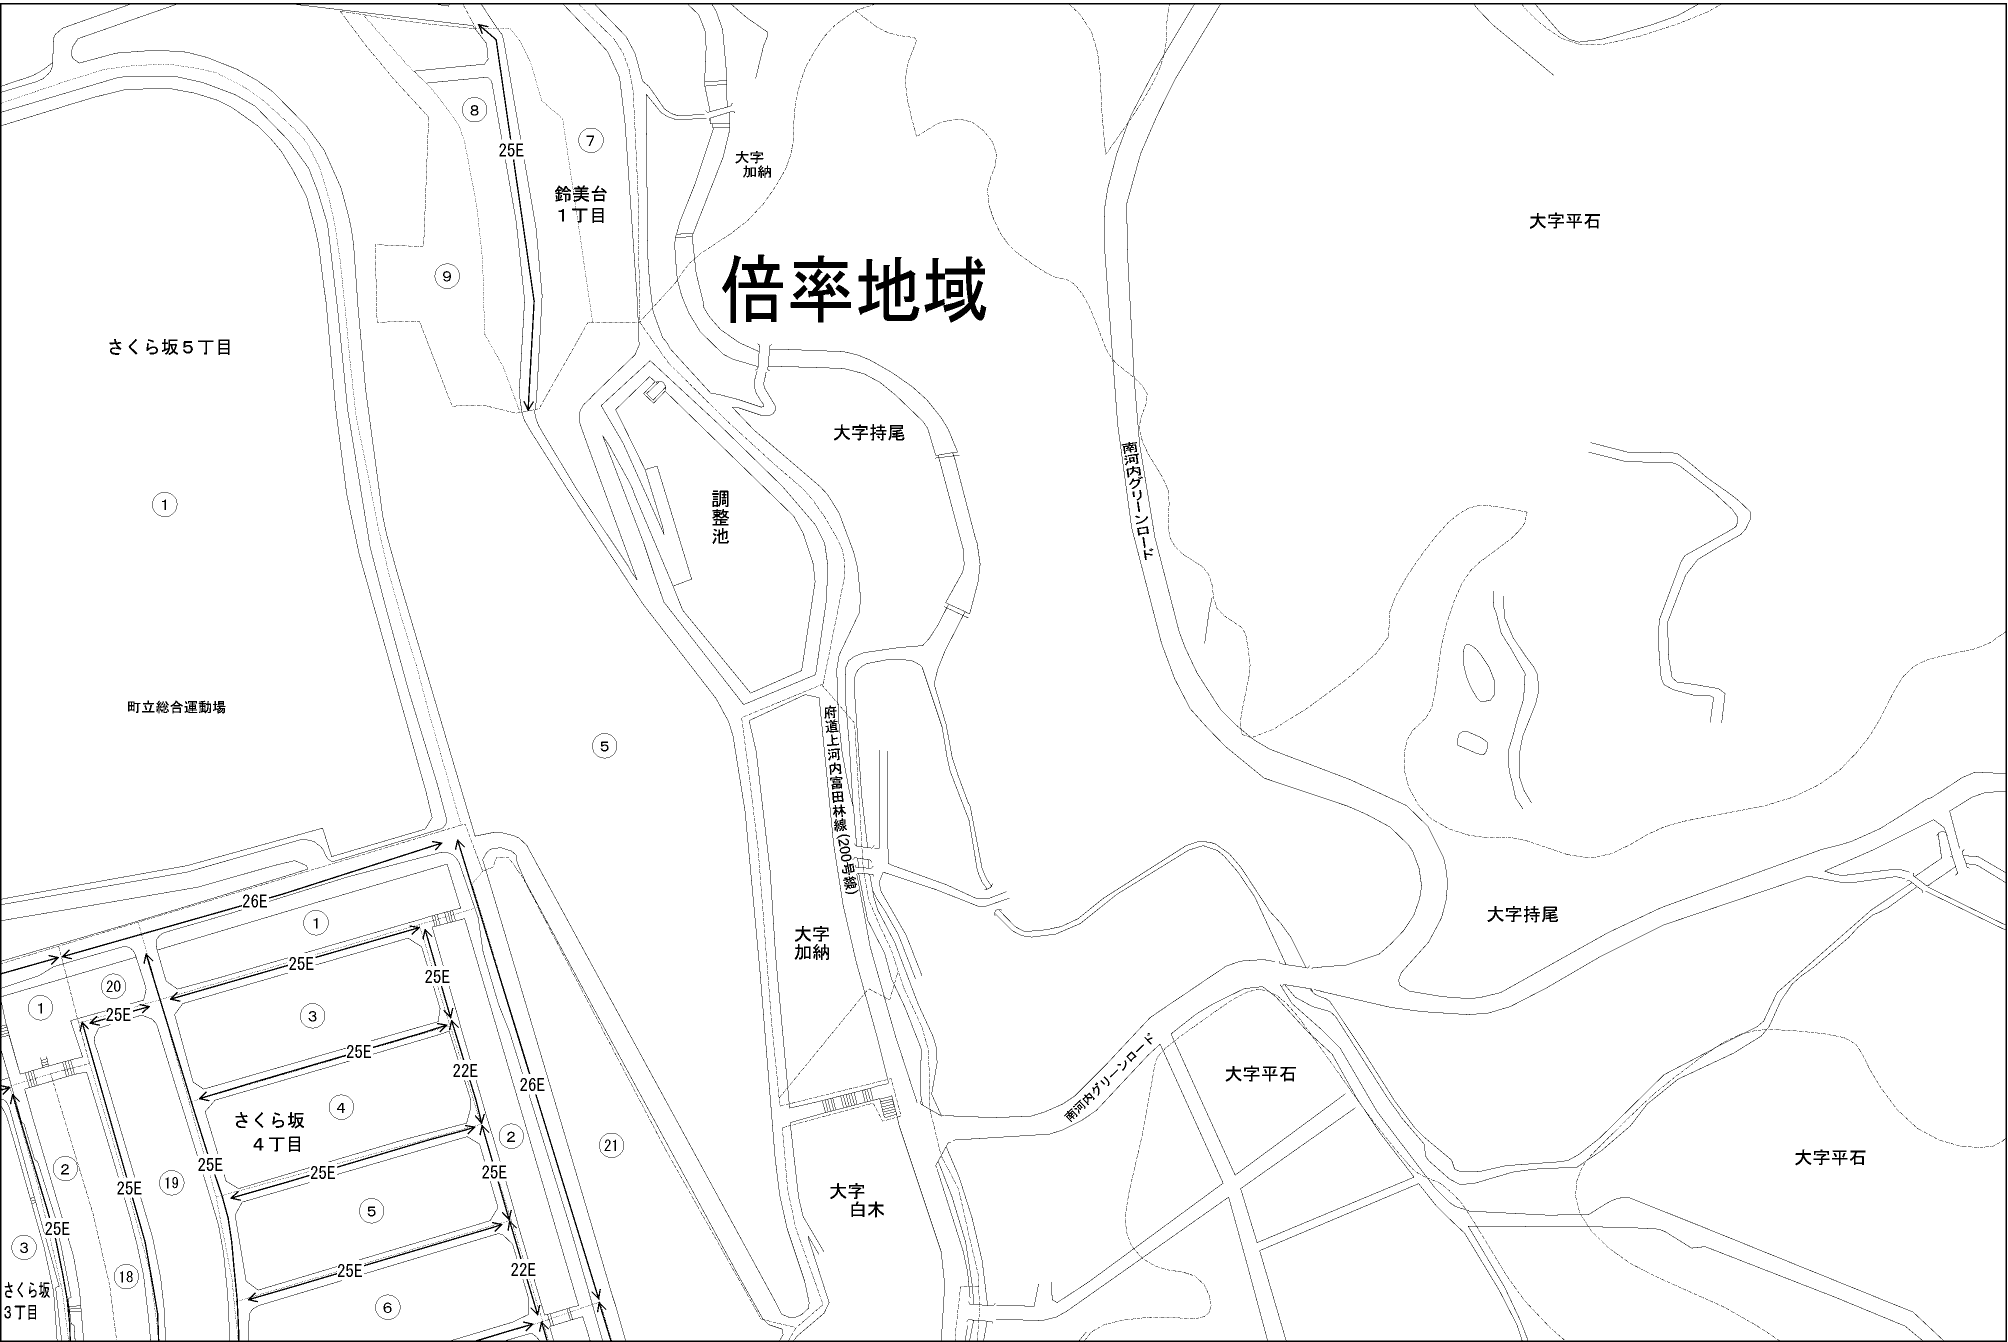 ⑧
⑦
25E
大字
加納
鈴美台
１丁目
大字平石
⑨
倍率地域
さくら坂５丁目
大字持尾
南河内グリーンロード
①
調整池
町立総合運動場
⑤
府道上河内富田林線(200号線)
26E
①
大字
加納
大字持尾
25E
25E
⑳
①
25E
③
25E
南河内グリーンロード
22E
大字平石
26E
④
さくら坂
４丁目
②
㉑
大字平石
②
25E
⑲
25E
25E
25E
大字
白木
⑤
25E
③
⑱
25E
22E
さくら坂
３丁目
⑥